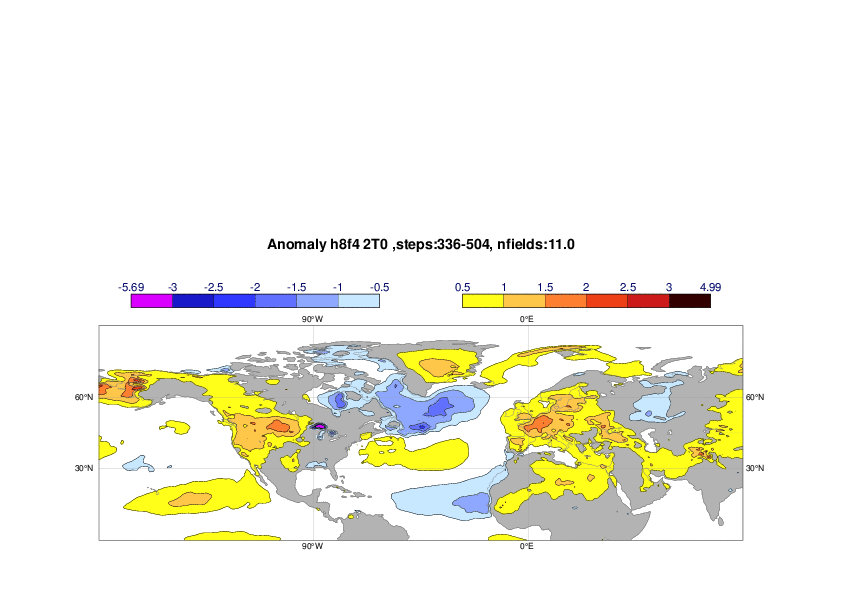 Anomaly h8f4 2T0 ,steps:336-504, nfields:11.0
-5.69 -3 -2.5 -2 -1.5 -1 -0.5 0.5 1 1.5 2 2.5 3 4.99
90°W 0°E
60°N 60°N
30°N 30°N
90°W 0°E